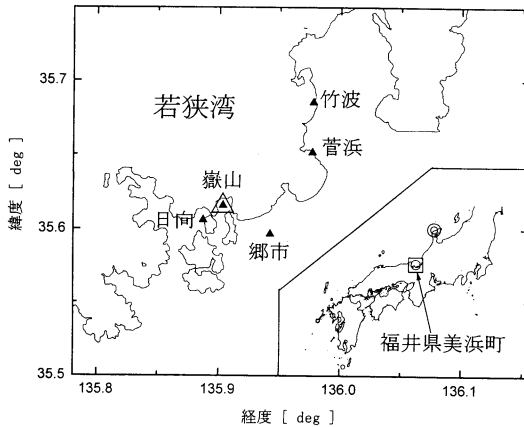 35.7
35.6
35.5
緯度 [ deg ]
若狭湾
竹波
菅浜
嶽山
日向
郷市
福井県美浜町
135.8
135.9
136.0
136.1
経度 [ deg ]